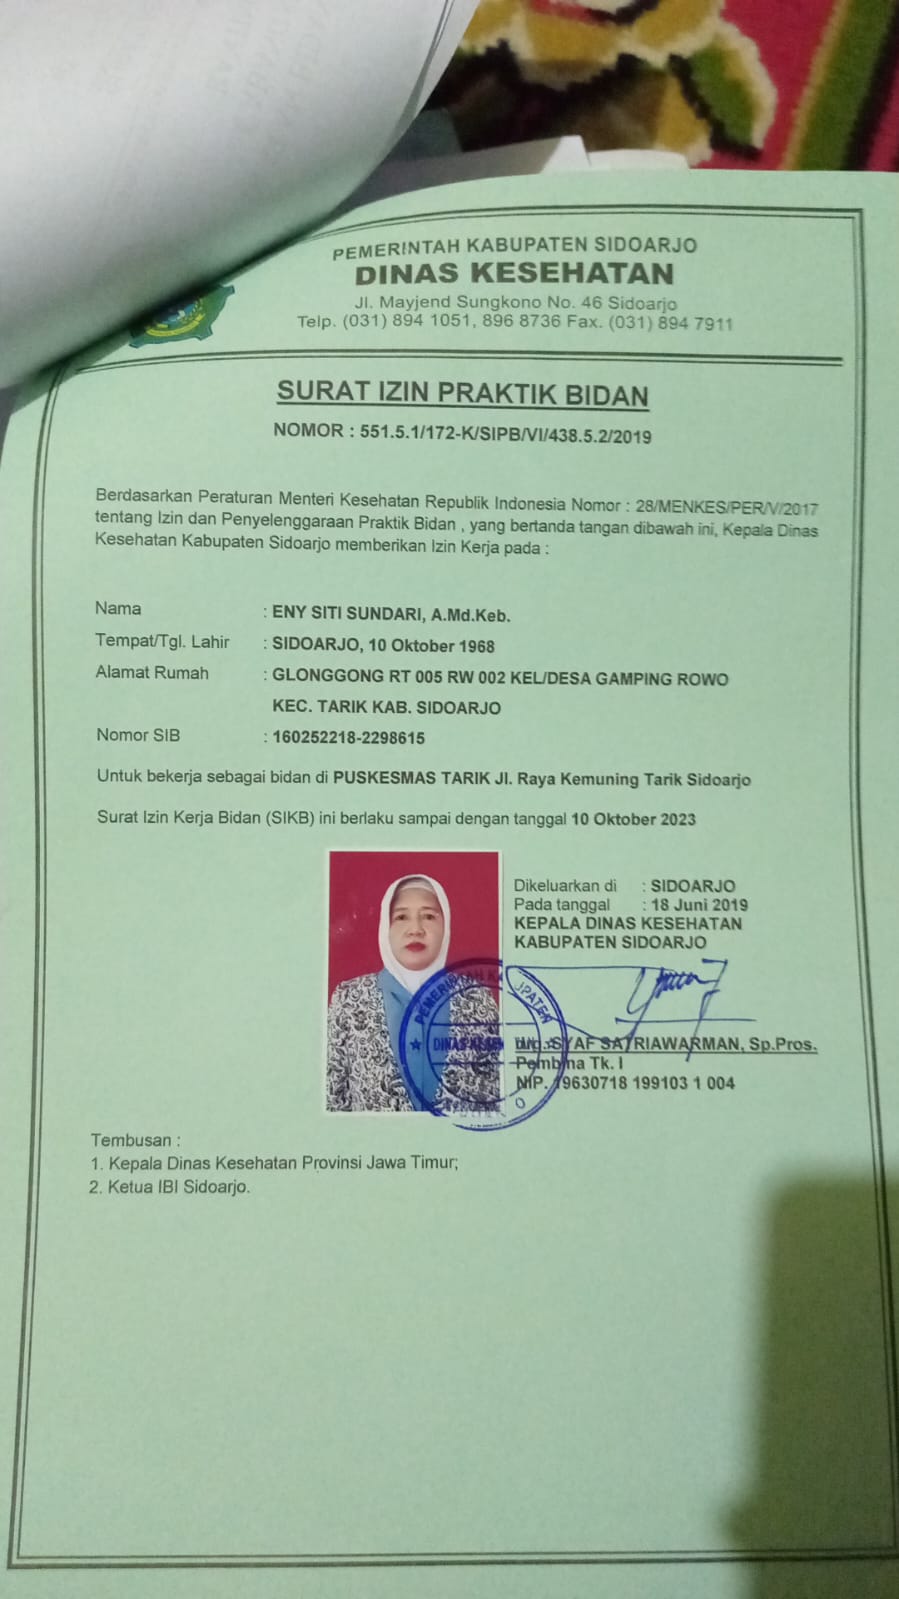 PEMERINTAH KABUPATEN SIDOARJO
DINAS KESEHATAN
Jl. Mayjend Sungkono No. 46 Sidoarjo
Telp. (031) 894 1051, 896 8736 Fax. (031) 894 7911
SURAT IZIN PRAKTIK BIDAN
NOMOR : 551.5.1/172-K/SIPB/VI/438.5.2/2019
Berdasarkan Peraturan Menteri Kesehatan Republik Indonesia Nomor : 28/MENKES/PER/V/2017
tentang Izin dan Penyelenggaraan Praktik Bidan , yang bertanda tangan dibawah ini, Kepala Dinas
Kesehatan Kabupaten Sidoarjo memberikan Izin Kerja pada :
Nama : ENY SITI SUNDARI, A.Md.Keb.
Tempat/Tgl. Lahir : SIDOARJO, 10 Oktober 1968
Alamat Rumah : GLONGGONG RT 005 RW 002 KEL/DESA GAMPING ROWO
KEC. TARIK KAB. SIDOARJO
Nomor SIB : 160252218-2298615
Untuk bekerja sebagai bidan di PUSKESMAS TARIK Jl. Raya Kemuning Tarik Sidoarjo
Surat Izin Kerja Bidan (SIKB) ini berlaku sampai dengan tanggal 10 Oktober 2023
Dikeluarkan di : SIDOARJO
Pada tanggal : 18 Juni 2019
KEPALA DINAS KESEHATAN
KABUPATEN SIDOARJO
SYAF SATRIAWARMAN, Sp.Pros.
Pembina Tk. I
NIP. 19630718 199103 1 004
Tembusan :
1. Kepala Dinas Kesehatan Provinsi Jawa Timur;
2. Ketua IBI Sidoarjo.